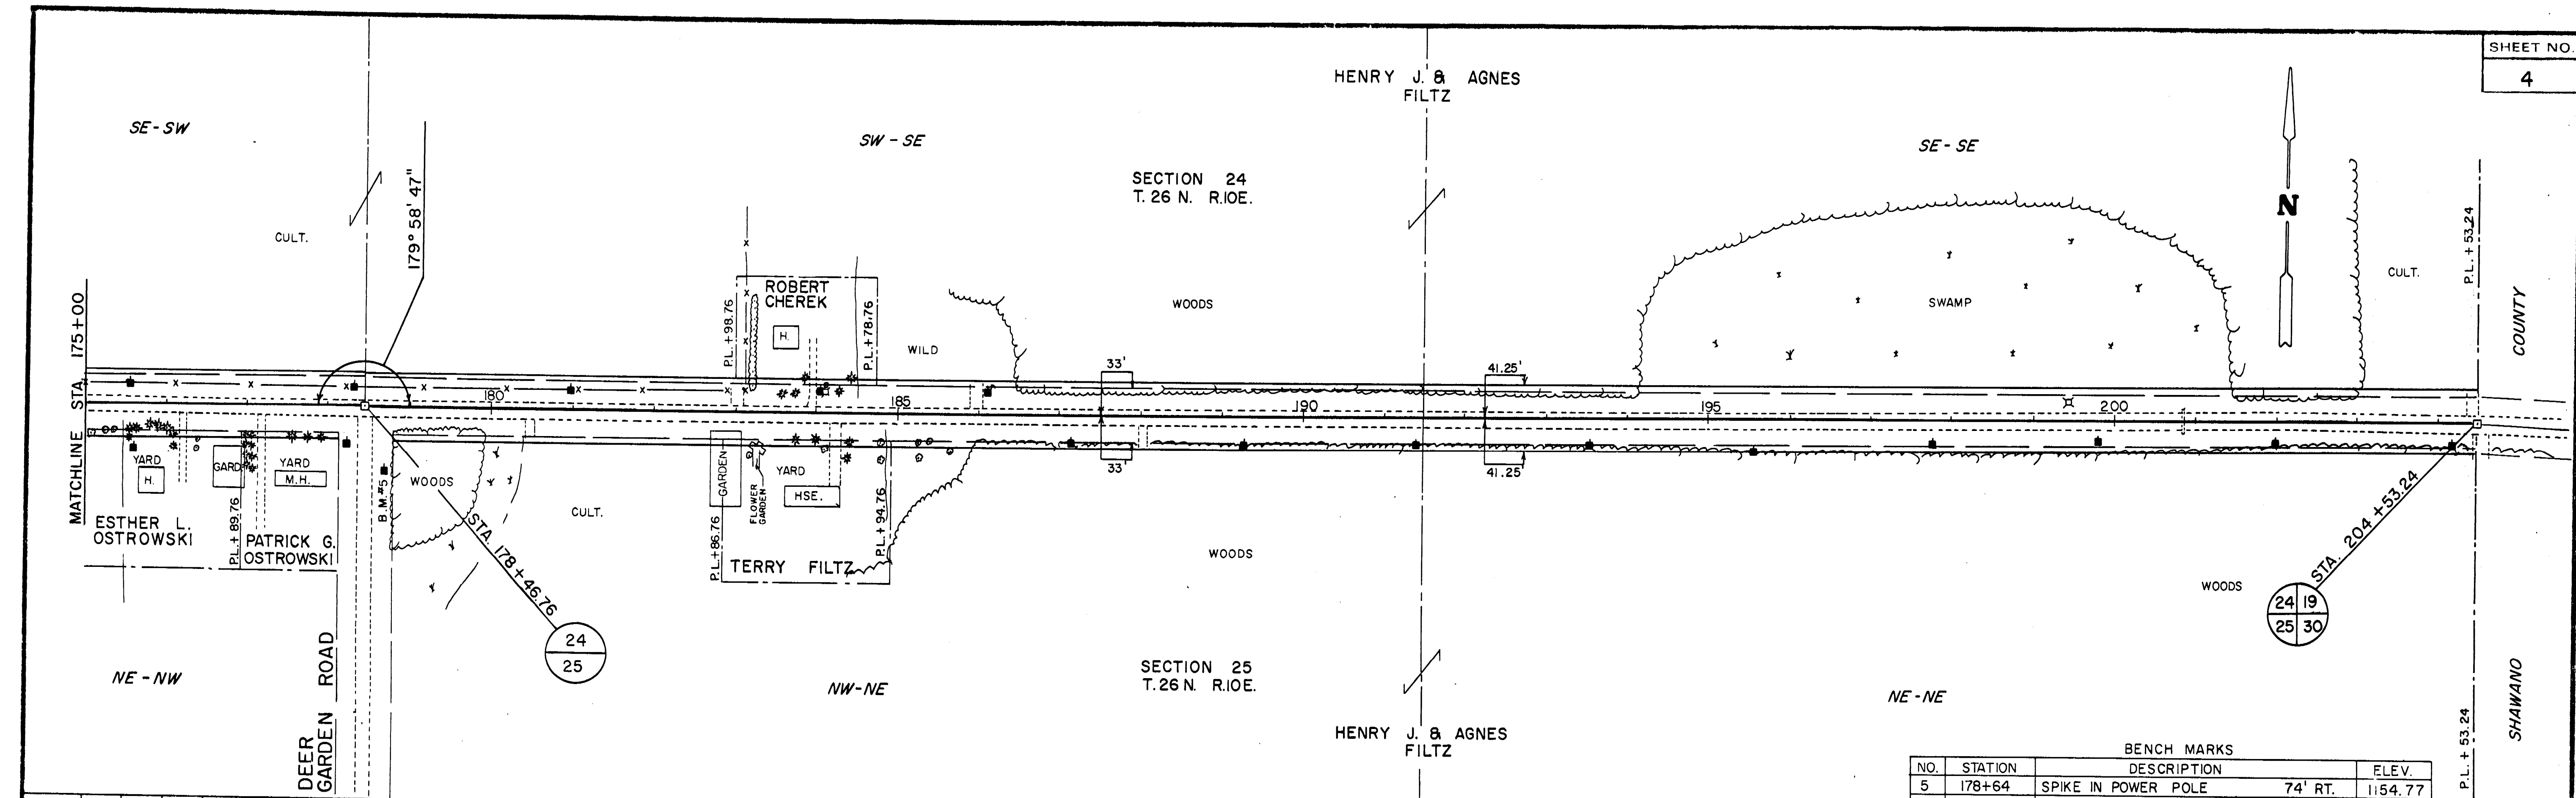 SHEET NO.
4
HENRY J. & AGNES
FILTZ
SE-SW
SW-SE
SE-SE
SECTION 24
T. 26 N. R.10E.
179° 58' 47"
N
CULT.
P.L. + 53.24
CULT.
COUNTY
MATCHLINE STA. 175+00
P.L. + 98.76
ROBERT
CHEREK
H.
P.L. + 78.76
WILD
WOODS
SWAMP
33'
41.25'
180
185
190
195
200
33'
41.25'
YARD
H.
GARD
YARD
M.H.
B.M. #5
WOODS
GARDEN
FLOWER
GARDEN
YARD
HSE.
ESTHER L.
OSTROWSKI
P.L. + 89.76
PATRICK G.
OSTROWSKI
STA. 178+46.76
CULT.
P.L. + 86.76
TERRY FILTZ
P.L. + 94.76
WOODS
WOODS
STA. 204+53.24
24
25
24 19
25 30
DEER
GARDEN ROAD
NE-NW
NW-NE
SECTION 25
T. 26 N. R.10E.
NE-NE
HENRY J. & AGNES
FILTZ
SHAWANO
P.L. + 53.24
BENCH MARKS
NO. STATION DESCRIPTION ELEV.
5 178+64 SPIKE IN POWER POLE 74' RT. 1154.77